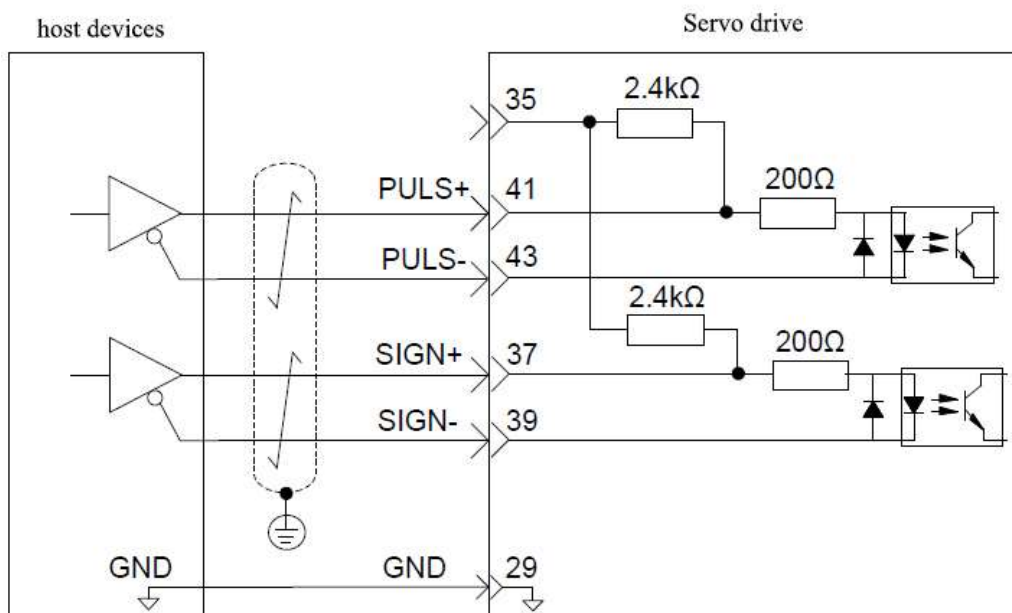 host devices
Servo drive
35
2.4kΩ
PULS+
41
200Ω
PULS-
43
2.4kΩ
SIGN+
37
200Ω
SIGN-
39
GND
GND
29